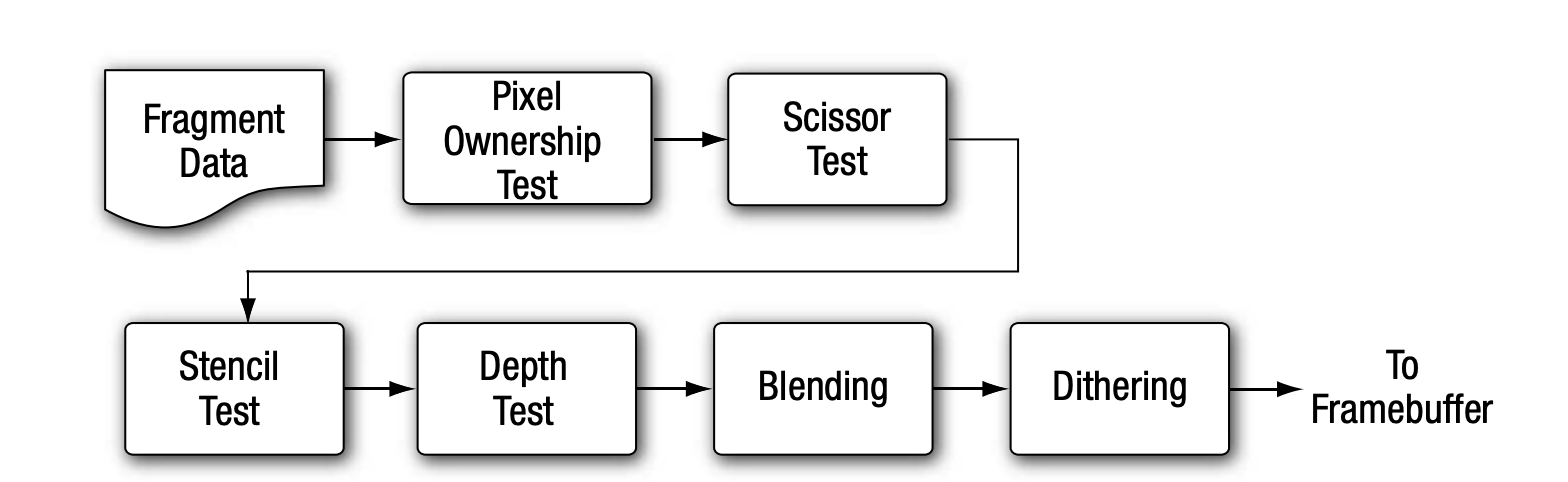 Fragment
Data
Pixel
Ownership
Test
Scissor
Test
Stencil
Test
Depth
Test
Blending
Dithering
To
Framebuffer